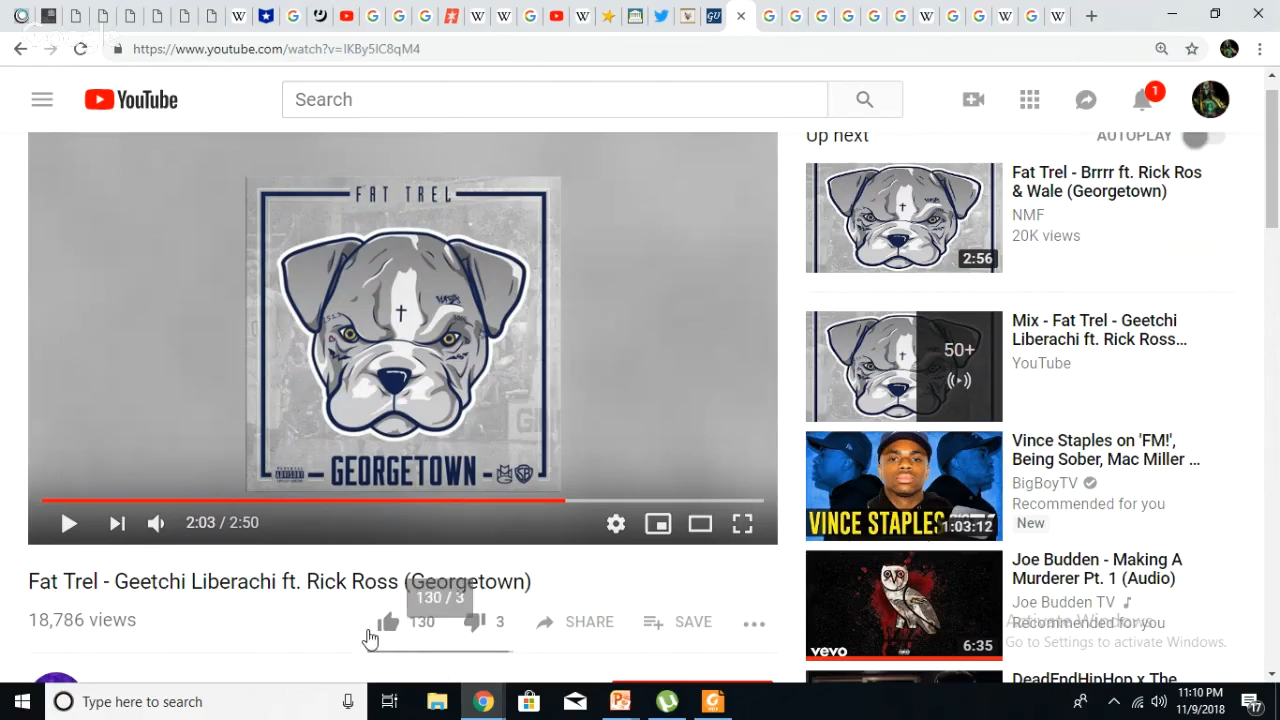 https://www.youtube.com/watch?v=IKBy5lC8qM4
YouTube
Search
1
FAT TREL
GEORGETOWN
2:03 / 2:50
Fat Trel - Geetchi Liberachi ft. Rick Ross (Georgetown)
130 / 3
18,786 views
130
3
SHARE
SAVE
Up next
AUTOPLAY
2:56
Fat Trel - Brrrr ft. Rick Ros
& Wale (Georgetown)
NMF
20K views
50+
Mix - Fat Trel - Geetchi
Liberachi ft. Rick Ross...
YouTube
VINCE STAPLES
1:03:12
Vince Staples on 'FM!',
Being Sober, Mac Miller ...
BigBoyTV
Recommended for you
New
vevo
6:35
Joe Budden - Making A
Murderer Pt. 1 (Audio)
Joe Budden TV
Recommended for you
Activate Windows
Go to Settings to activate Windows.
DeadEndHipHop x The
Type here to search
11:10 PM
11/9/2018
17